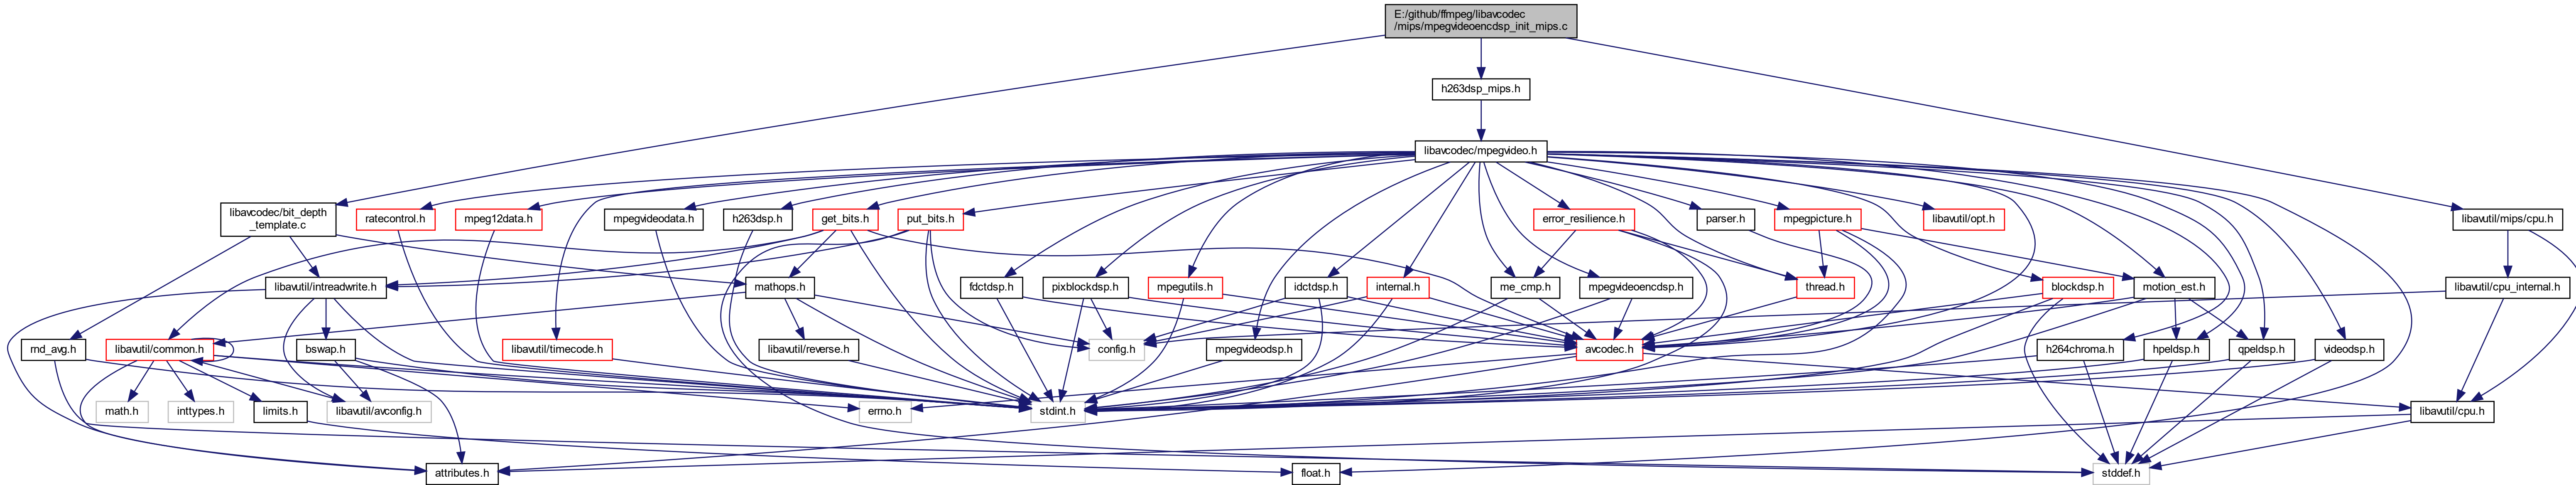 E:/github/ffmpeg/libavcodec
/mips/mpegvideoencdsp_init_mips.c
h263dsp_mips.h
libavcodec/mpegvideo.h
libavcodec/bit_depth
_template.c
ratecontrol.h
mpeg12data.h
mpegvideodata.h
h263dsp.h
get_bits.h
put_bits.h
error_resilience.h
parser.h
mpegpicture.h
libavutil/opt.h
libavutil/mips/cpu.h
libavutil/intreadwrite.h
mathops.h
fdctdsp.h
pixblockdsp.h
mpegutils.h
idctdsp.h
internal.h
me_cmp.h
mpegvideoencdsp.h
thread.h
blockdsp.h
motion_est.h
libavutil/cpu_internal.h
rnd_avg.h
libavutil/common.h
bswap.h
libavutil/timecode.h
libavutil/reverse.h
config.h
mpegvideodsp.h
avcodec.h
h264chroma.h
hpeldsp.h
qpeldsp.h
videodsp.h
math.h
inttypes.h
limits.h
libavutil/avconfig.h
errno.h
stdint.h
libavutil/cpu.h
attributes.h
float.h
stddef.h